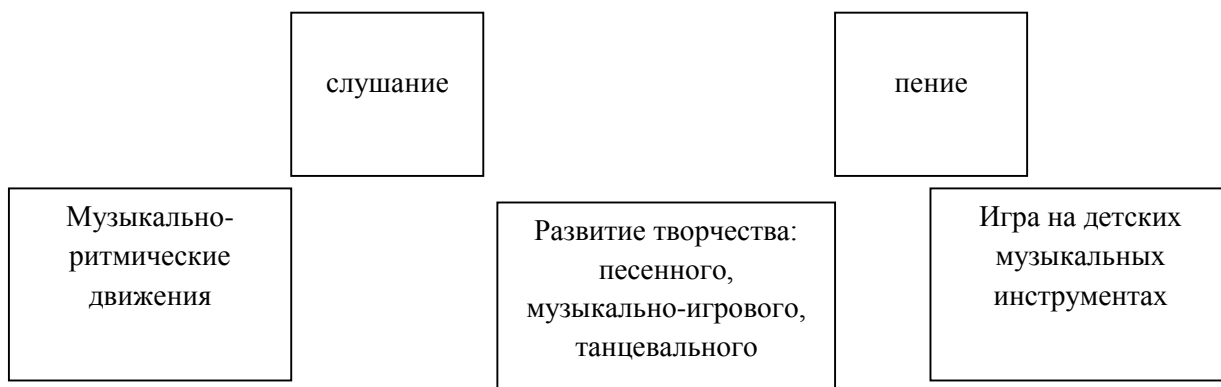 слушание
пение
Музыкально-
ритмические
движения
Развитие творчества:
песенного,
музыкально-игрового,
танцевального
Игра на детских
музыкальных
инструментах